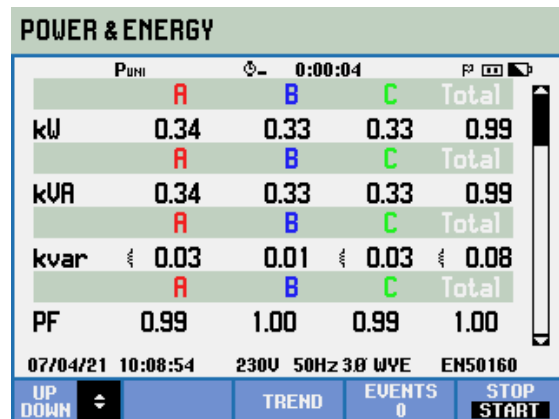 POWER & ENERGY
PUNI 0:00:04
A B C Total
kW 0.34 0.33 0.33 0.99
A B C Total
kVA 0.34 0.33 0.33 0.99
A B C Total
kvar 0.03 0.01 0.03 0.08
A B C Total
PF 0.99 1.00 0.99 1.00
07/04/21 10:08:54 230V 50Hz 3Ø WYE EN50160
UP DOWN TREND EVENTS 0 STOP START